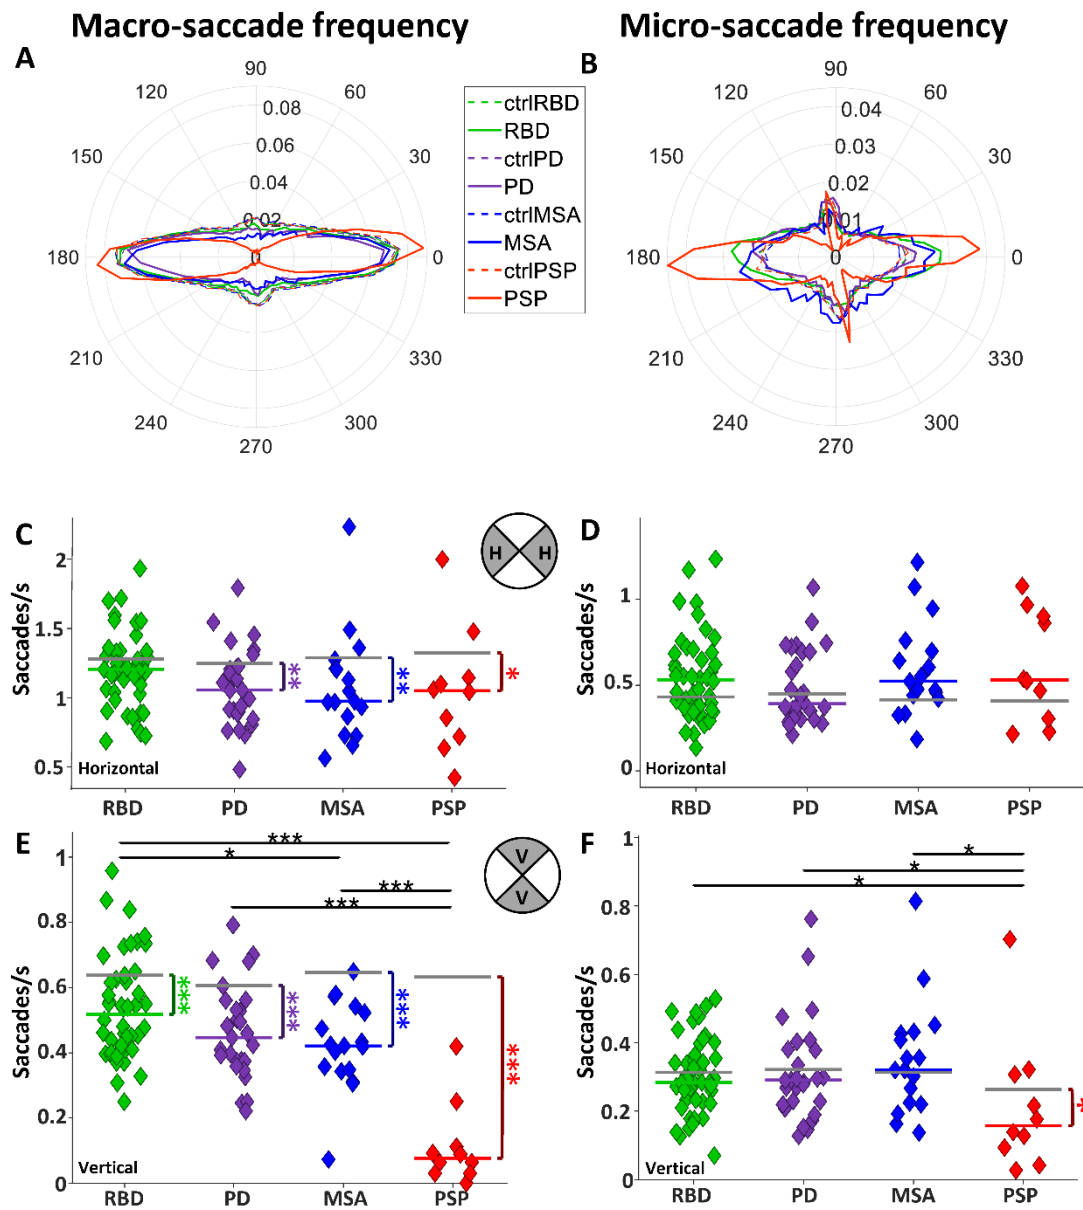 Macro-saccade frequency
Micro-saccade frequency
A
90
120
60
0.08
150
0.06
30
0.04
0.02
180
0
0
210
330
240
300
270
ctrlRBD
RBD
ctrlPD
PD
ctrlMSA
MSA
ctrlPSP
PSP
B
90
120
60
0.04
150
0.03
30
0.02
0.01
180
0
0
210
330
240
300
270
C
H H
Saccades/s
2
1.5
1
0.5
**
**
*
Horizontal
RBD PD MSA PSP
D
Saccades/s
1
0.5
0
Horizontal
RBD PD MSA PSP
E
V
V
Saccades/s
1
0.8
0.6
0.4
0.2
0
***
*
***
***
***
***
***
***
Vertical
RBD PD MSA PSP
F
Saccades/s
1
0.8
0.6
0.4
0.2
0
*
*
*
*
Vertical
RBD PD MSA PSP